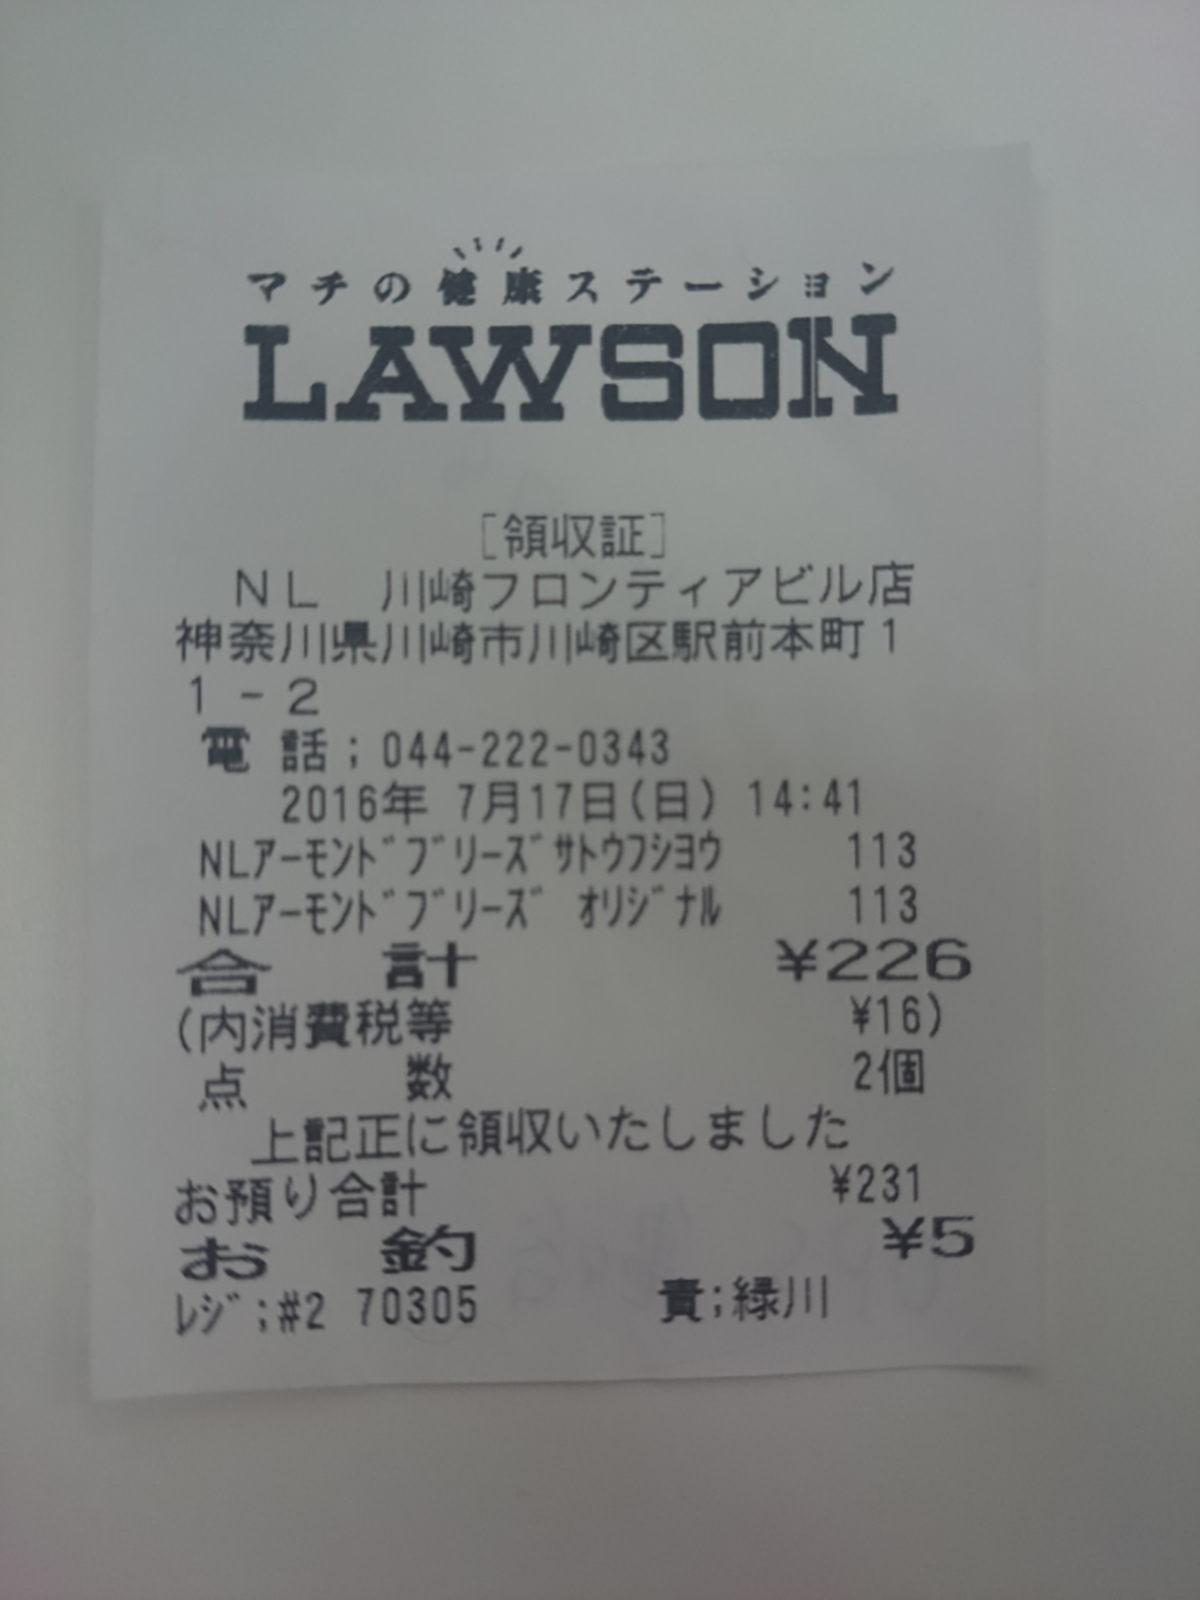 マチの健康ステーション
LAWSON
[領収証]
NL 川崎フロンティアビル店
神奈川県川崎市川崎区駅前本町1
1-2
電話;044-222-0343
2016年 7月17日(日) 14:41
NLアーモンドブリーズサトウフシヨウ 113
NLアーモンドブリーズ オリジナル 113
合 計 ¥226
(内消費税等 ¥16)
点 数 2個
上記正に領収いたしました
お預り合計 ¥231
お 釣 ¥5
レジ;#2 70305 責;緑川